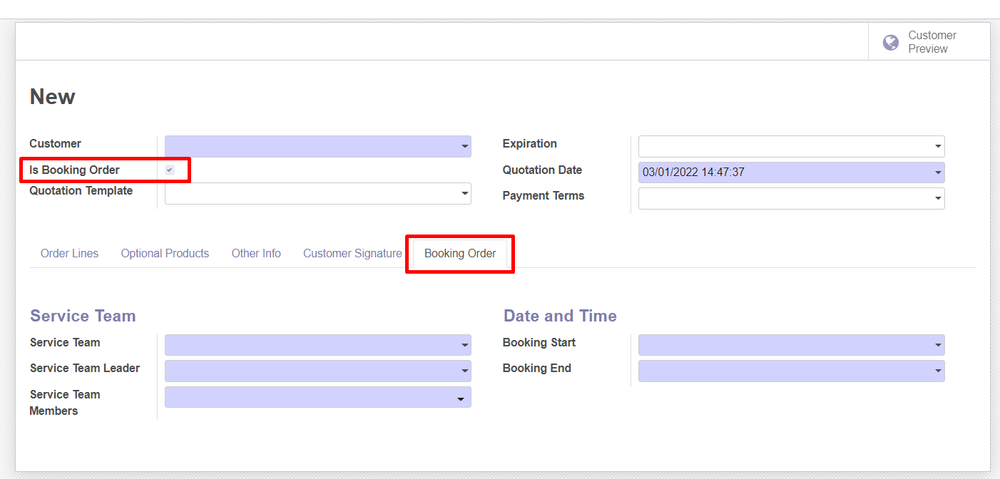 Customer
Preview
New
Customer
Is Booking Order
Quotation Template
Expiration
Quotation Date 03/01/2022 14:47:37
Payment Terms
Order Lines Optional Products Other Info Customer Signature Booking Order
Service Team
Service Team
Service Team Leader
Service Team
Members
Date and Time
Booking Start
Booking End